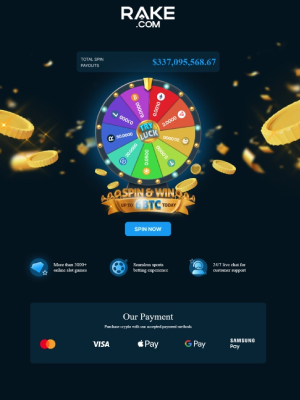 RAKE
.COM
TOTAL SPIN
PAYOUTS
$337,095,568.67
TRY
LUCK
SPIN & WIN
UP TO BTC TODAY
SPIN NOW
More than 3000+
online slot games
Seamless sports
betting experience
24/7 live chat for
customer support
Our Payment
Purchase crypto with our accepted payment methods
VISA
Pay
G Pay
SAMSUNG
Pay